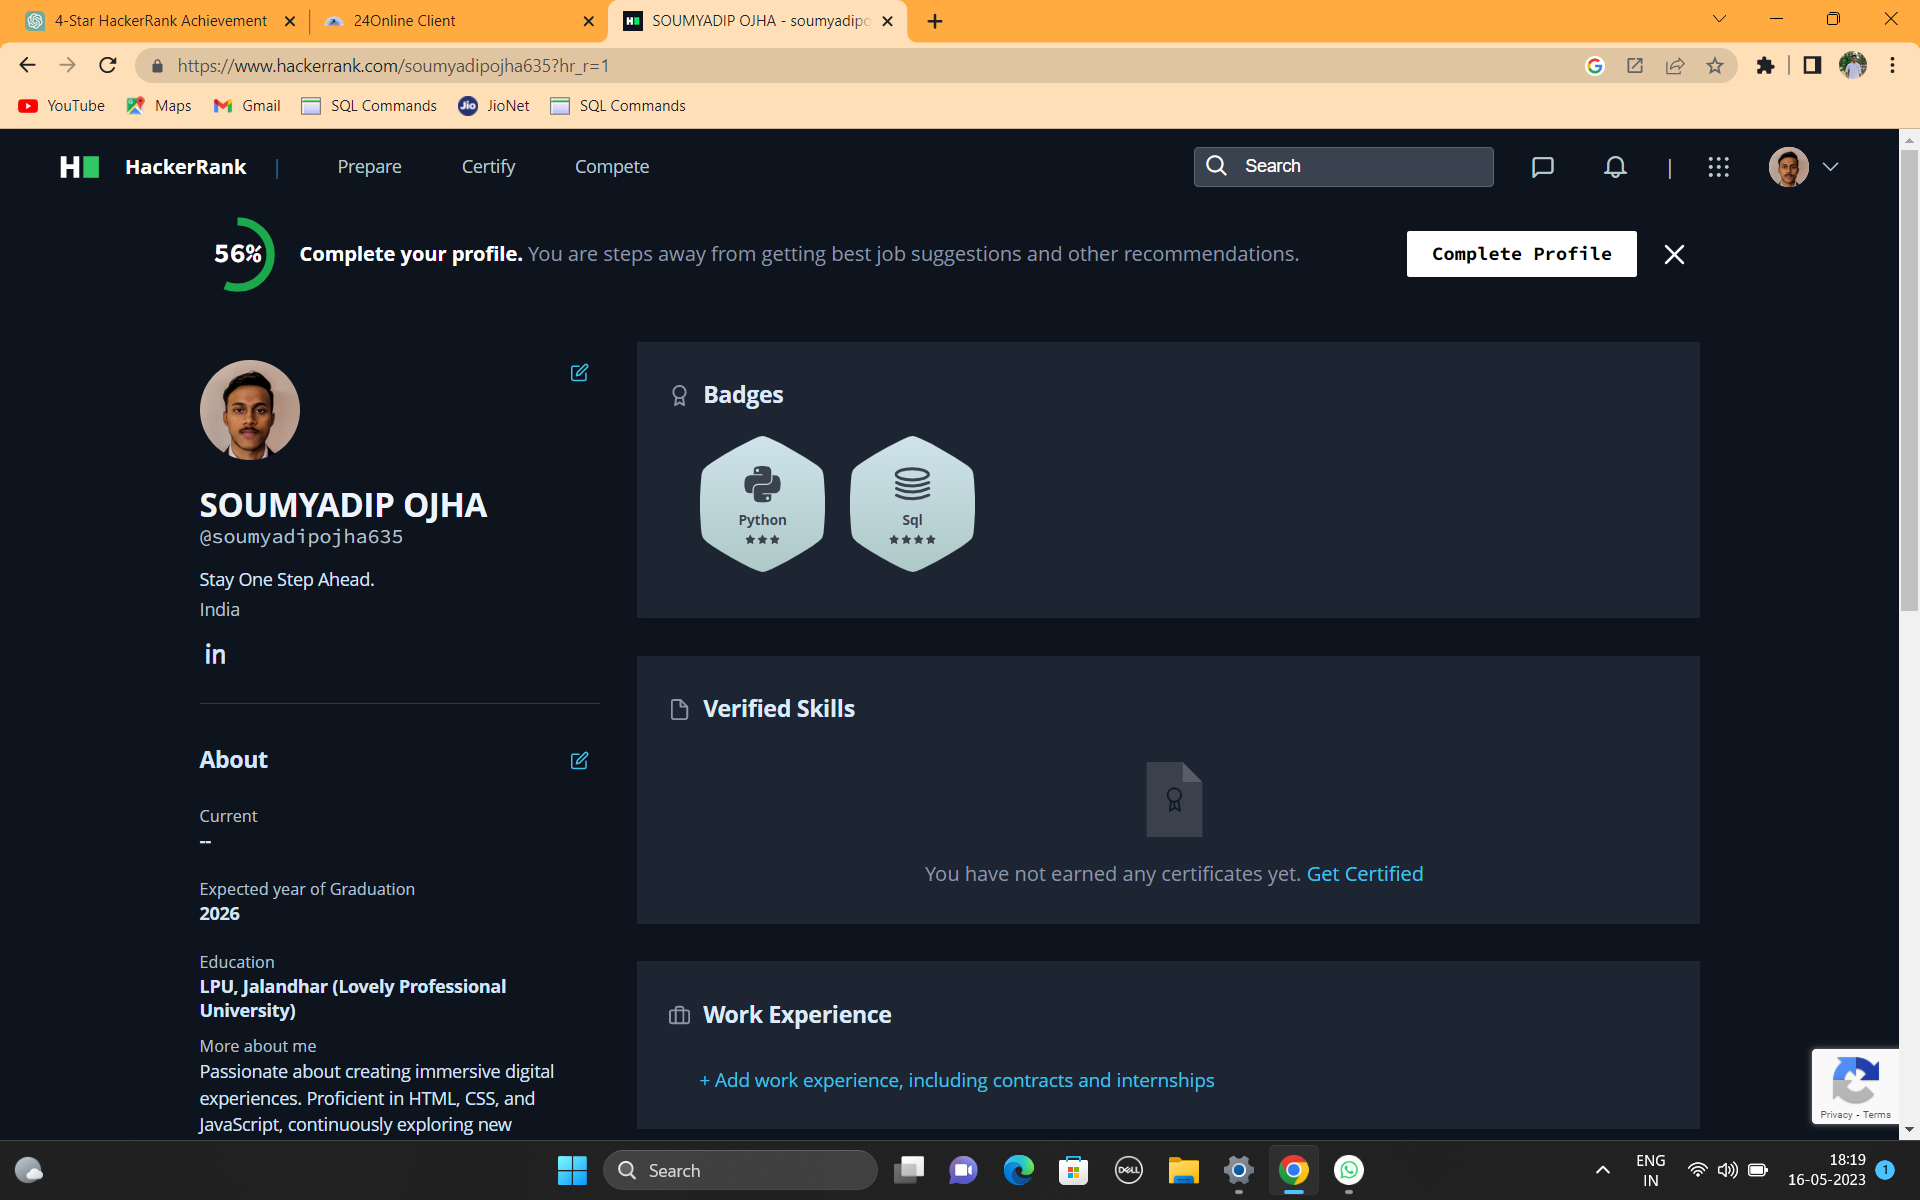 4-Star HackerRank Achievement
24Online Client
SOUMYADIP OJHA - soumyadipo
https://www.hackerrank.com/soumyadipojha635?hr_r=1
YouTube
Maps
Gmail
SQL Commands
Jio
JioNet
SQL Commands
HackerRank
Prepare
Certify
Compete
Search
56%
Complete your profile. You are steps away from getting best job suggestions and other recommendations.
Complete Profile
SOUMYADIP OJHA
@soumyadipojha635
Stay One Step Ahead.
India
in
About
Current
--
Expected year of Graduation
2026
Education
LPU, Jalandhar (Lovely Professional
University)
More about me
Passionate about creating immersive digital
experiences. Proficient in HTML, CSS, and
JavaScript, continuously exploring new
Badges
Python
Sql
Verified Skills
You have not earned any certificates yet. Get Certified
Work Experience
+ Add work experience, including contracts and internships
Privacy - Terms
Search
DELL
ENG
IN
18:19
16-05-2023
1